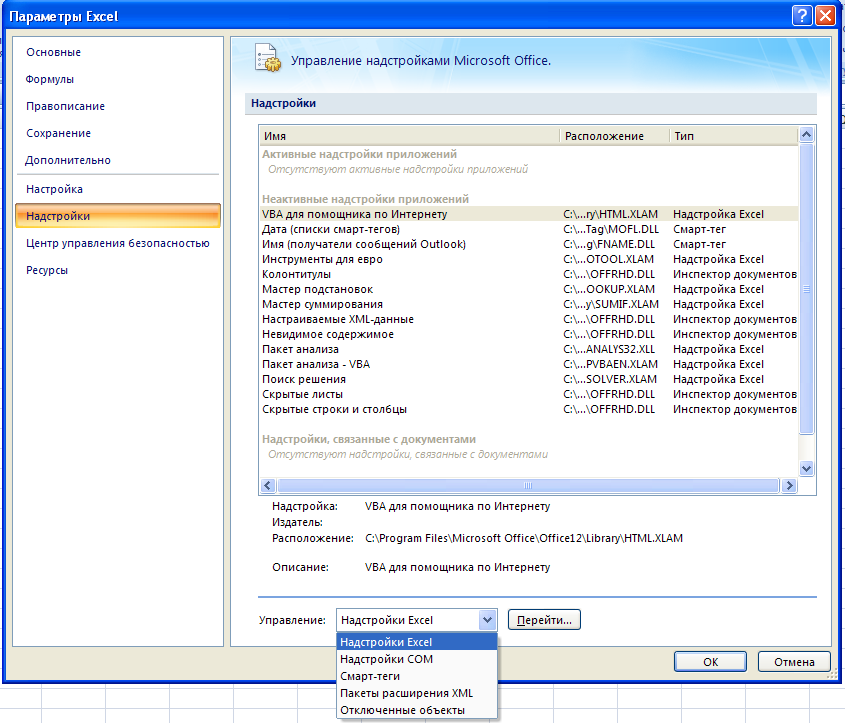 Параметры Excel
Основные
Формулы
Правописание
Сохранение
Дополнительно
Настройка
Надстройки
Центр управления безопасностью
Ресурсы
Управление надстройками Microsoft Office.
Надстройки
Имя Расположение Тип
Активные надстройки приложений
Отсутствуют активные надстройки приложений
Неактивные надстройки приложений
VBA для помощника по Интернету C:\...ry\HTML.XLAM Надстройка Excel
Дата (списки смарт-тегов) C:\...Tag\MOFL.DLL Смарт-тег
Имя (получатели сообщений Outlook) C:\...g\FNAME.DLL Смарт-тег
Инструменты для евро C:\...OTOOL.XLAM Надстройка Excel
Колонтитулы C:\...\OFFRHD.DLL Инспектор документов
Мастер подстановок C:\...OOKUP.XLAM Надстройка Excel
Мастер суммирования C:\...y\SUMIF.XLAM Надстройка Excel
Настраиваемые XML-данные C:\...\OFFRHD.DLL Инспектор документов
Невидимое содержимое C:\...\OFFRHD.DLL Инспектор документов
Пакет анализа C:\...ANALYS32.XLL Надстройка Excel
Пакет анализа - VBA C:\...PVBAEN.XLAM Надстройка Excel
Поиск решения C:\...SOLVER.XLAM Надстройка Excel
Скрытые листы C:\...\OFFRHD.DLL Инспектор документов
Скрытые строки и столбцы C:\...\OFFRHD.DLL Инспектор документов
Надстройки, связанные с документами
Отсутствуют надстройки, связанные с документами
Надстройка: VBA для помощника по Интернету
Издатель:
Расположение: C:\Program Files\Microsoft Office\Office12\Library\HTML.XLAM
Описание: VBA для помощника по Интернету
Управление: Надстройки Excel Перейти...
Надстройки Excel
Надстройки COM
Смарт-теги
Пакеты расширения XML
Отключенные объекты
ОК Отмена